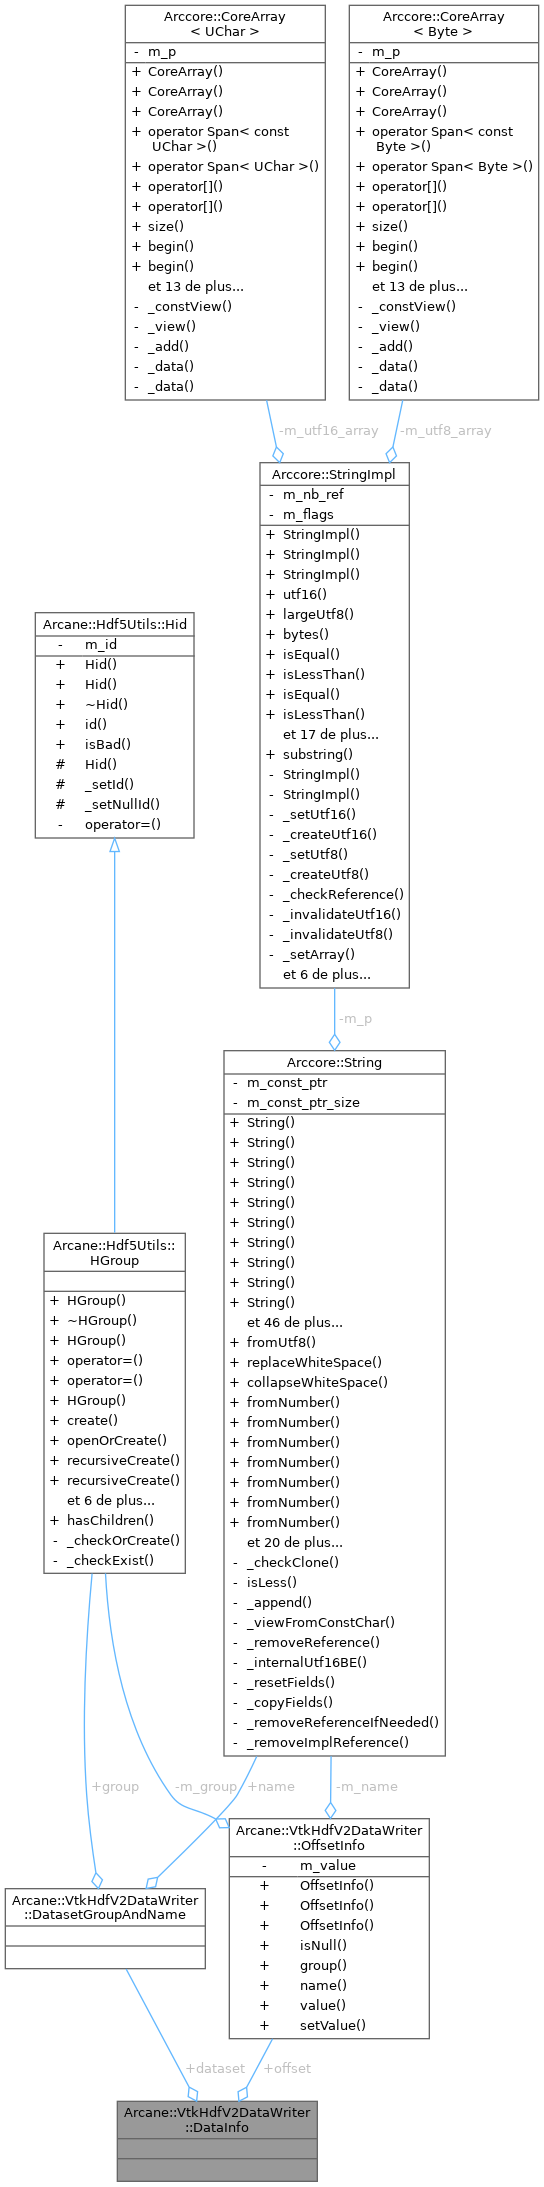 Arccore::CoreArray
< UChar >
- m_p
+ CoreArray()
+ CoreArray()
+ CoreArray()
+ operator Span< const
UChar >()
+ operator Span< UChar >()
+ operator[]()
+ operator[]()
+ size()
+ begin()
+ begin()
et 13 de plus...
- _constView()
- _view()
- _add()
- _data()
- _data()
Arccore::CoreArray
< Byte >
- m_p
+ CoreArray()
+ CoreArray()
+ CoreArray()
+ operator Span< const
Byte >()
+ operator Span< Byte >()
+ operator[]()
+ operator[]()
+ size()
+ begin()
+ begin()
et 13 de plus...
- _constView()
- _view()
- _add()
- _data()
- _data()
-m_utf16_array
-m_utf8_array
Arccore::StringImpl
- m_nb_ref
- m_flags
+ StringImpl()
+ StringImpl()
+ StringImpl()
+ utf16()
+ largeUtf8()
+ bytes()
+ isEqual()
+ isLessThan()
+ isEqual()
+ isLessThan()
et 17 de plus...
+ substring()
- StringImpl()
- StringImpl()
- _setUtf16()
- _createUtf16()
- _setUtf8()
- _createUtf8()
- _checkReference()
- _invalidateUtf16()
- _invalidateUtf8()
- _setArray()
et 6 de plus...
Arcane::Hdf5Utils::Hid
- m_id
+ Hid()
+ Hid()
+ ~Hid()
+ id()
+ isBad()
# Hid()
# _setId()
# _setNullId()
- operator=()
-m_p
Arccore::String
- m_const_ptr
- m_const_ptr_size
+ String()
+ String()
+ String()
+ String()
+ String()
+ String()
+ String()
+ String()
+ String()
+ String()
et 46 de plus...
+ fromUtf8()
+ replaceWhiteSpace()
+ collapseWhiteSpace()
+ fromNumber()
+ fromNumber()
+ fromNumber()
+ fromNumber()
+ fromNumber()
+ fromNumber()
+ fromNumber()
et 20 de plus...
- _checkClone()
- isLess()
- _append()
- _viewFromConstChar()
- _removeReference()
- _internalUtf16BE()
- _resetFields()
- _copyFields()
- _removeReferenceIfNeeded()
- _removeImplReference()
Arcane::Hdf5Utils::
HGroup
+ HGroup()
+ ~HGroup()
+ HGroup()
+ operator=()
+ operator=()
+ HGroup()
+ create()
+ openOrCreate()
+ recursiveCreate()
+ recursiveCreate()
et 6 de plus...
+ hasChildren()
- _checkOrCreate()
- _checkExist()
+group
-m_group
+name
-m_name
Arcane::VtkHdfV2DataWriter
::OffsetInfo
- m_value
+ OffsetInfo()
+ OffsetInfo()
+ OffsetInfo()
+ isNull()
+ group()
+ name()
+ value()
+ setValue()
Arcane::VtkHdfV2DataWriter
::DatasetGroupAndName
+dataset
+offset
Arcane::VtkHdfV2DataWriter
::DataInfo